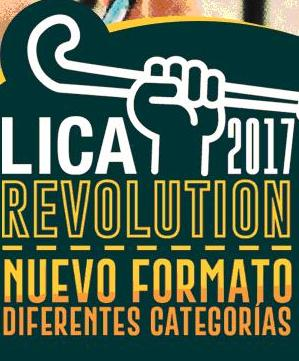 LICA 2017
REVOLUTION
NUEVO FORMATO
DIFERENTES CATEGORÍAS